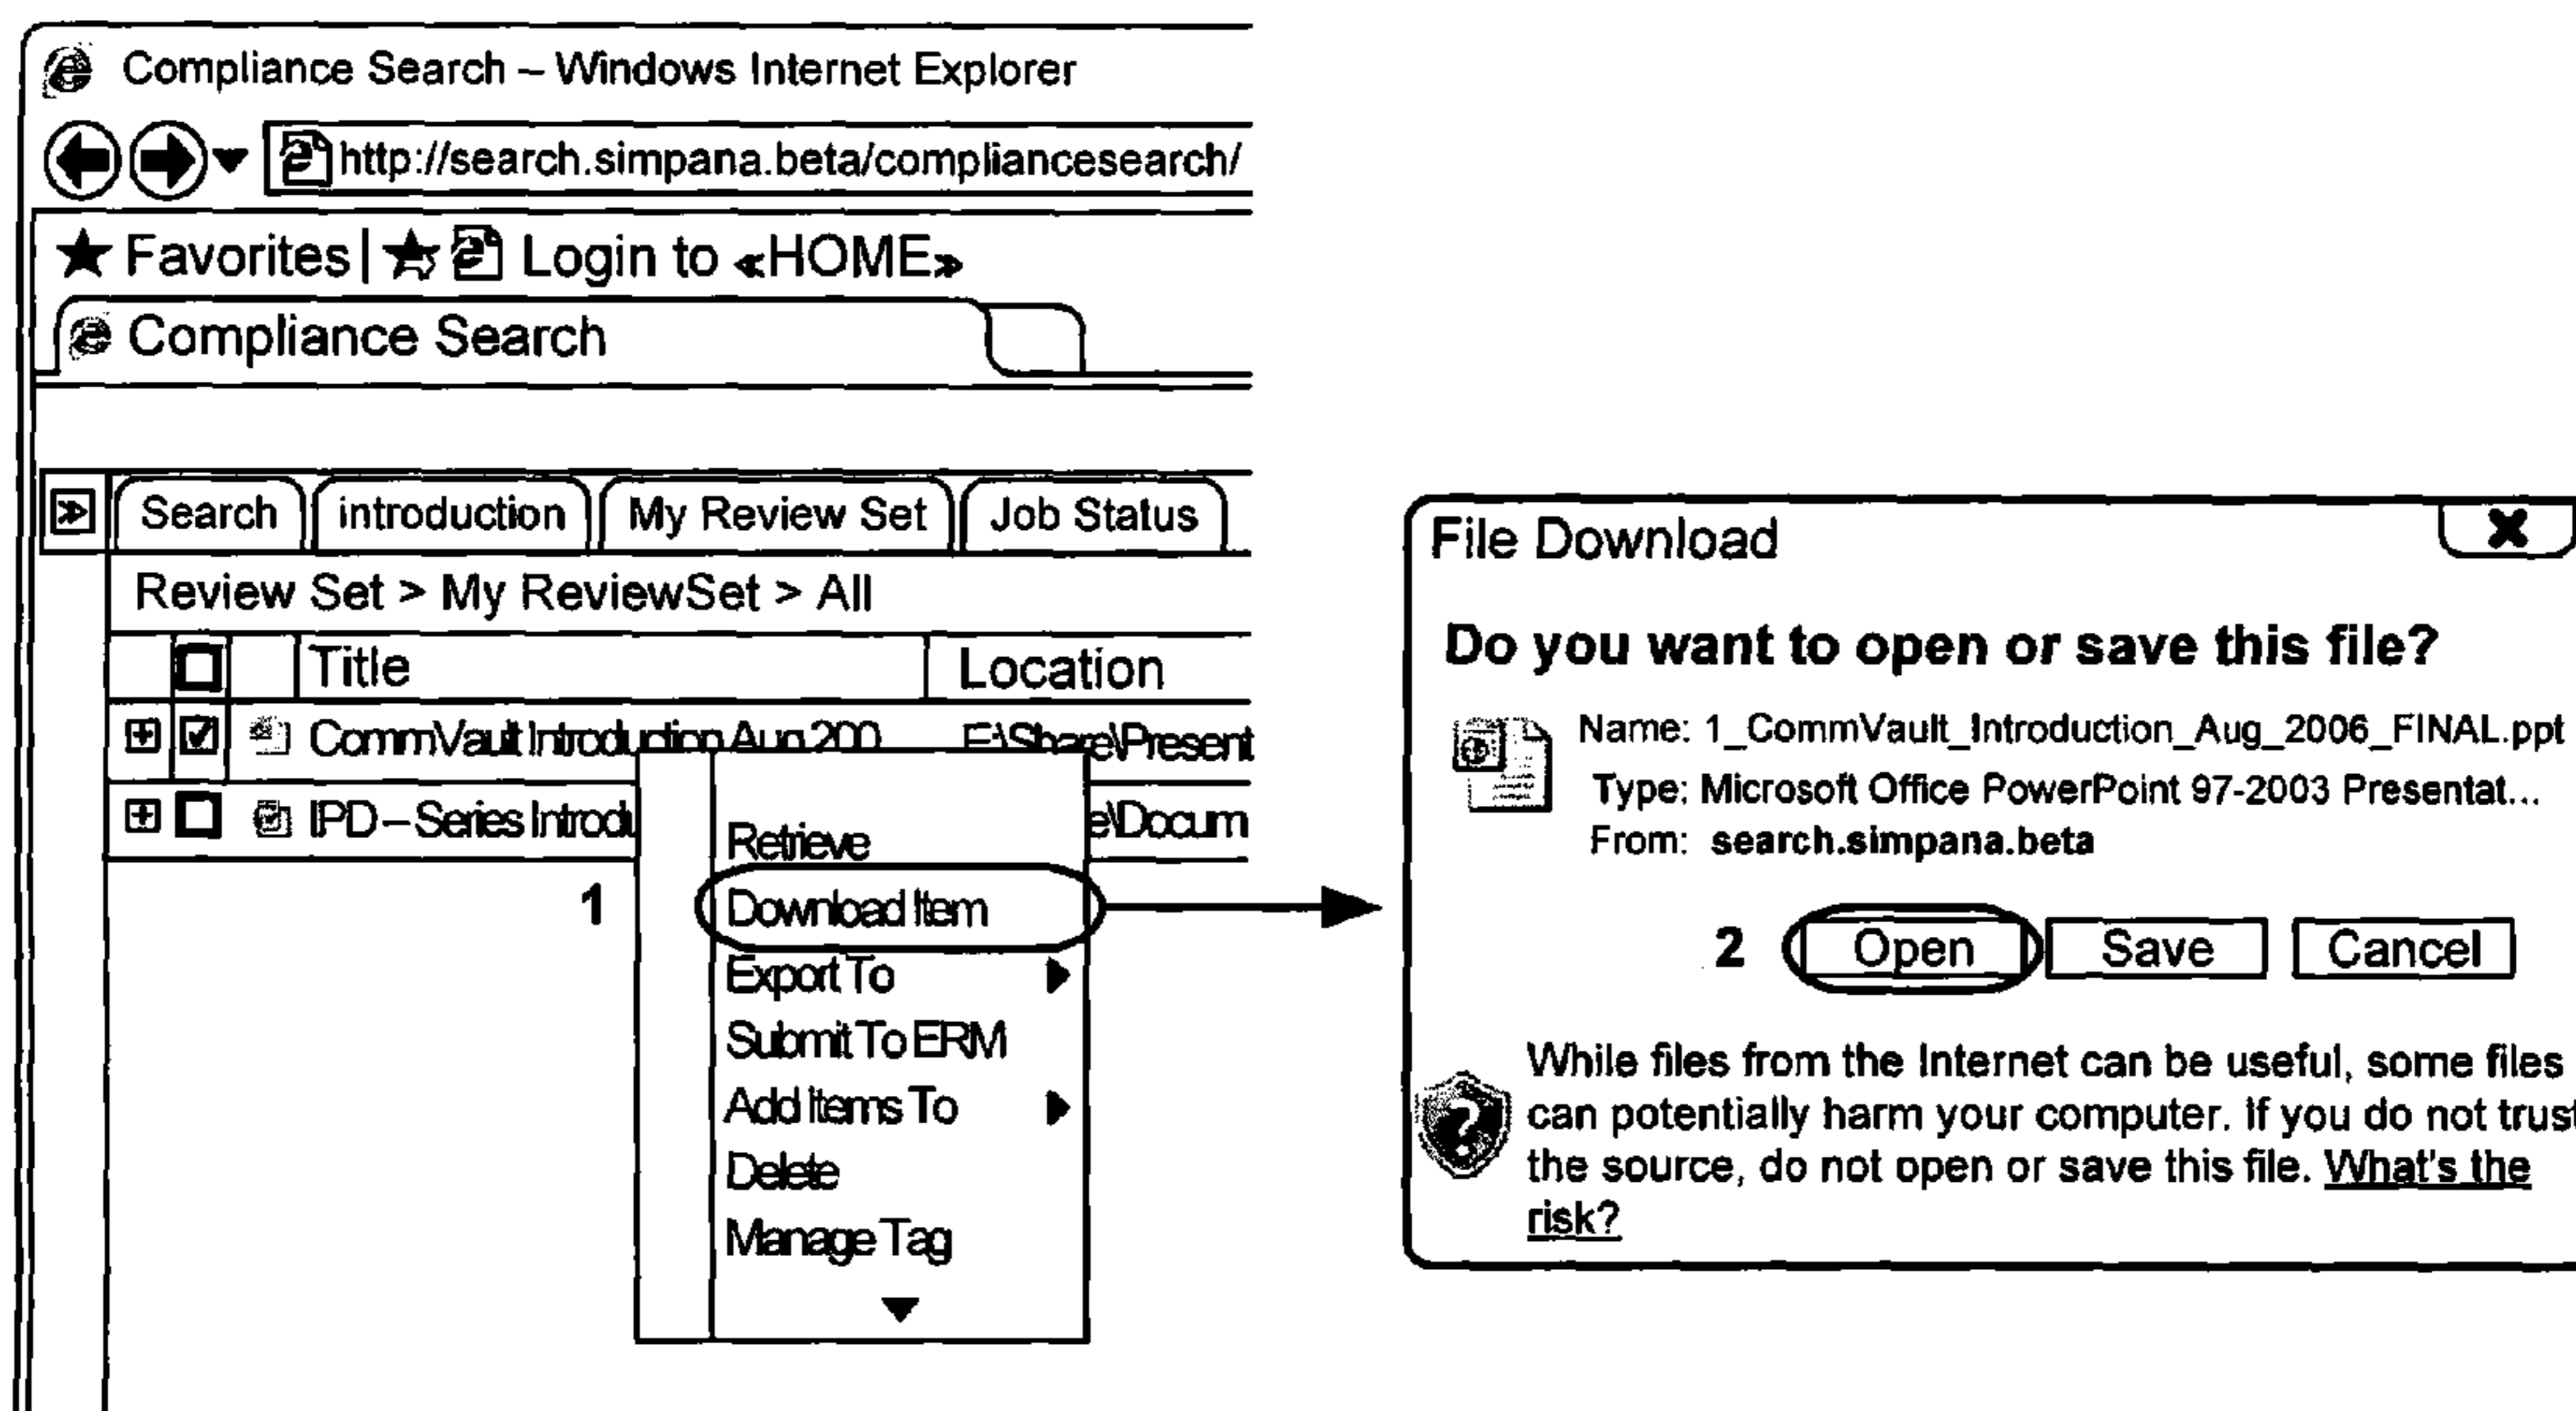 Compliance Search – Windows Internet Explorer
http://search.simpana.beta/compliancesearch/
Favorites | Login to «HOME»
Compliance Search
Search introduction My Review Set Job Status
Review Set > My ReviewSet > All
Title Location
CommVault Introduction Aug 200 F:\Share\Present
IPD – Series Introdu e\Docum
Retrieve
1 Download Item
Export To
Submit To ERM
Add Items To
Delete
Manage Tag
File Download
Do you want to open or save this file?
Name: 1_CommVault_Introduction_Aug_2006_FINAL.ppt
Type: Microsoft Office PowerPoint 97-2003 Presentat...
From: search.simpana.beta
2 Open Save Cancel
While files from the Internet can be useful, some files
can potentially harm your computer. If you do not trust
the source, do not open or save this file. What's the
risk?